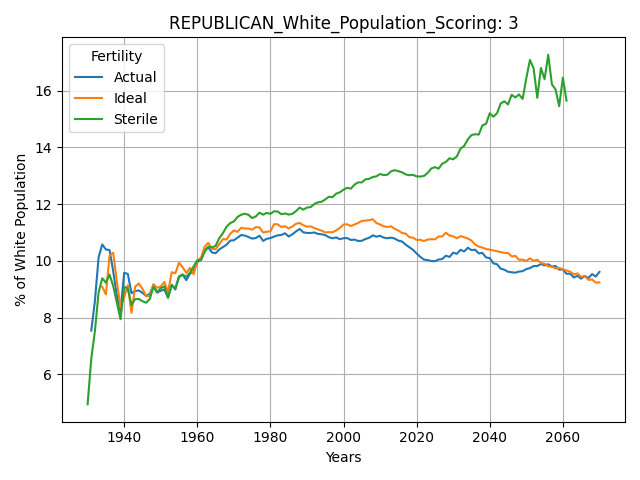 REPUBLICAN_White_Population_Scoring: 3
Fertility
Actual
Ideal
Sterile
% of White Population
16
14
12
10
8
6
1940 1960 1980 2000 2020 2040 2060
Years